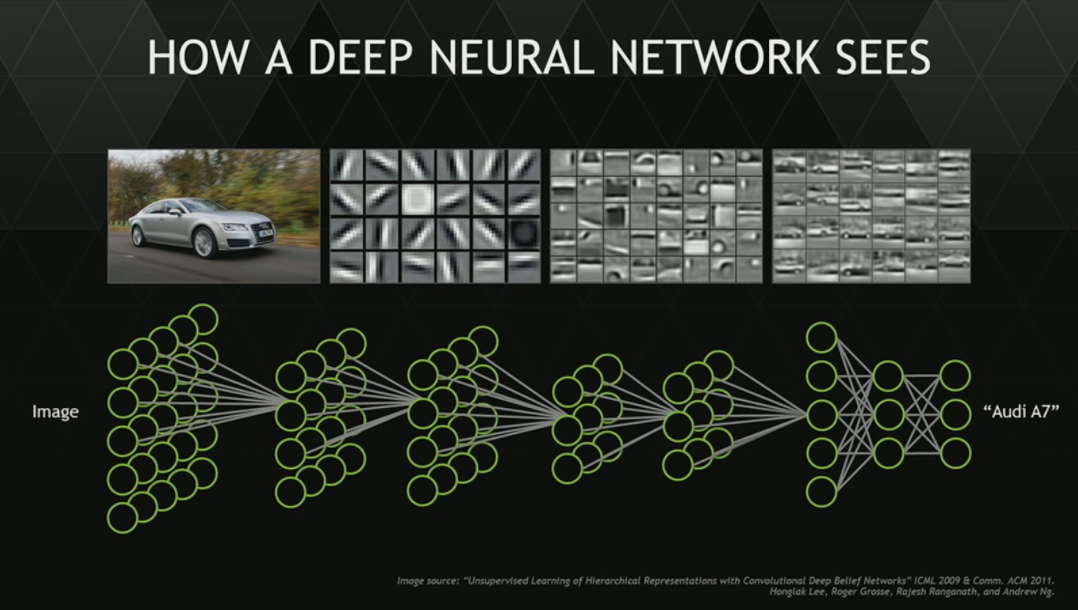 HOW A DEEP NEURAL NETWORK SEES
Image
“Audi A7”
Image source: “Unsupervised Learning of Hierarchical Representations with Convolutional Deep Belief Networks” ICML 2009 & Comm. ACM 2011.
Honglak Lee, Roger Grosse, Rajesh Ranganath, and Andrew Ng.